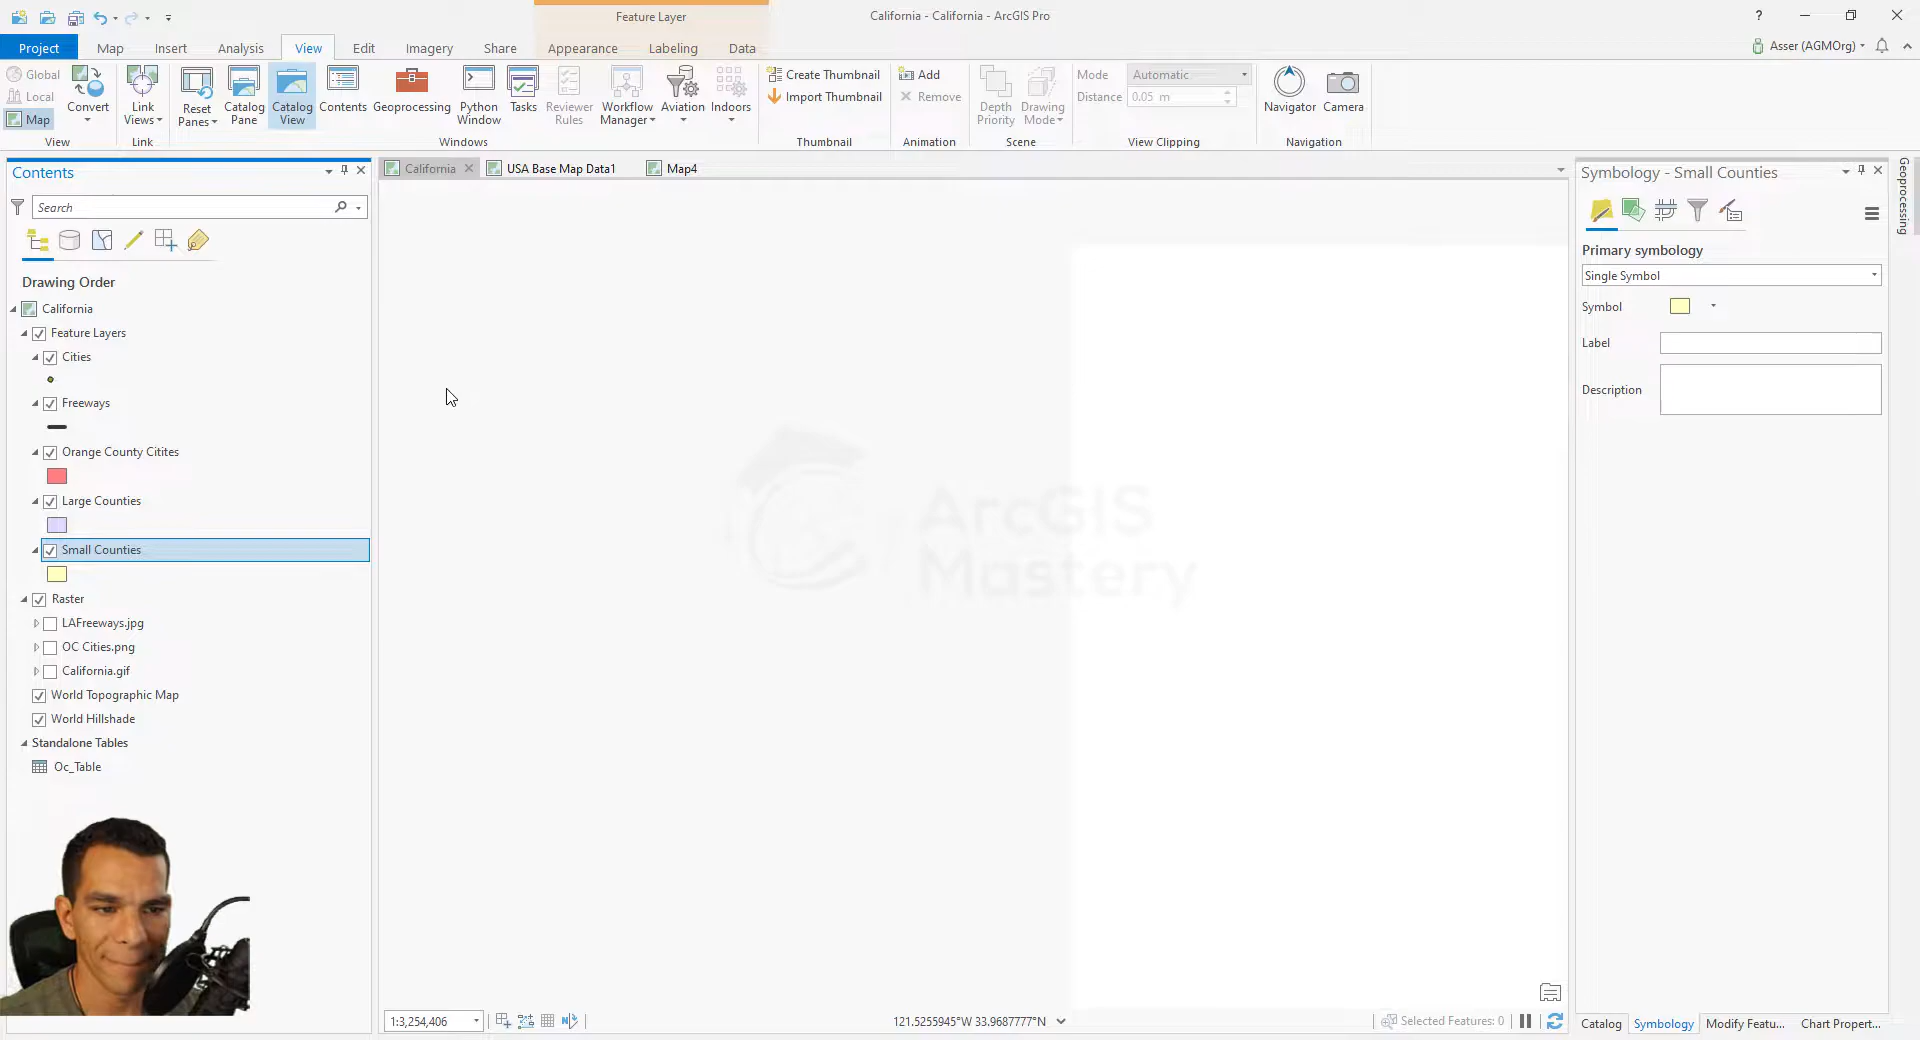 Feature Layer
California - California - ArcGIS Pro
?
Project Map Insert Analysis View Edit Imagery Share Appearance Labeling Data
Asser (AGMOrg)
Global
Local
Map
Convert
Link Views
Reset Panes
Catalog Pane
Catalog View
Contents
Geoprocessing
Python Window
Tasks
Reviewer Rules
Workflow Manager
Aviation
Indoors
Create Thumbnail
Import Thumbnail
Add
Remove
Depth Priority
Drawing Mode
Mode Automatic
Distance 0.05 m
Navigator
Camera
View Link Windows Thumbnail Animation Scene View Clipping Navigation
Contents
Search
Drawing Order
California
Feature Layers
Cities
Freeways
Orange County Citites
Large Counties
Small Counties
Raster
LAFreeways.jpg
OC Cities.png
California.gif
World Topographic Map
World Hillshade
Standalone Tables
Oc_Table
California USA Base Map Data1 Map4
ArcGIS
Mastery
1:3,254,406
121.5255945°W 33.9687777°N
Selected Features: 0
Symbology - Small Counties
Primary symbology
Single Symbol
Symbol
Label
Description
Catalog Symbology Modify Featu... Chart Propert...
Geoprocessing